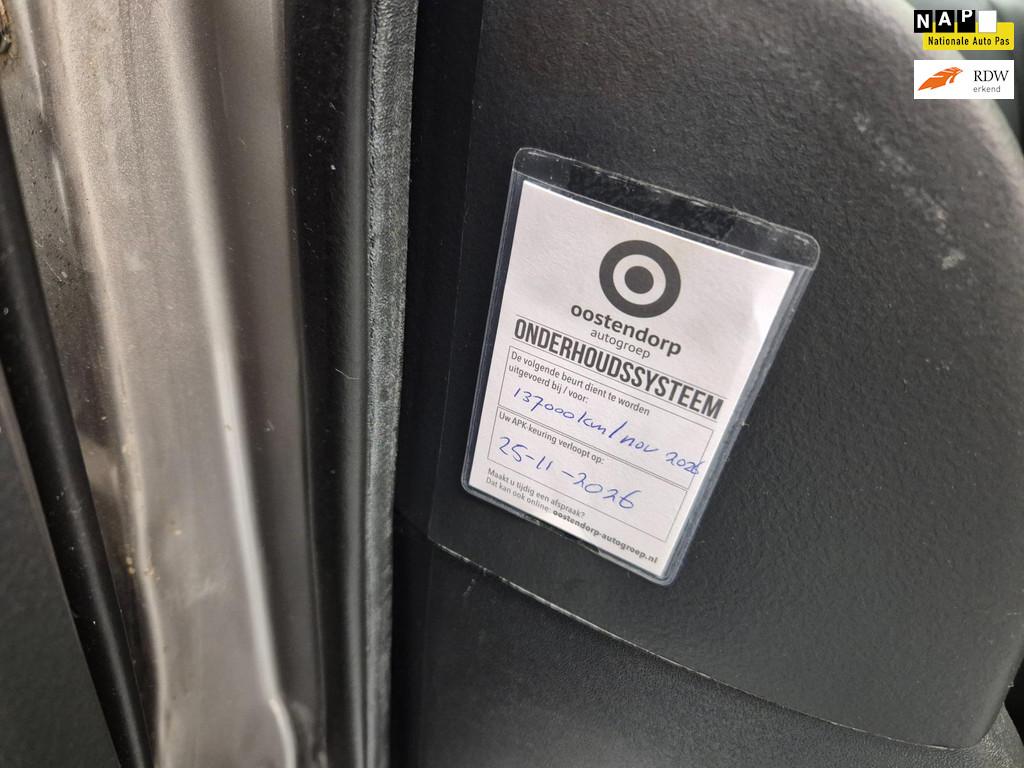 NAP
Nationale Auto Pas
RDW
erkend
oostendorp
autogroep
ONDERHOUDSSYSTEEM
De volgende beurt dient te worden
uitgevoerd bij / voor:
137000km/nov 2026
Uw APK-keuring verloopt op:
25-11-2026
Maakt u tijdig een afspraak?
Dat kan ook online: oostendorp-autogroep.nl